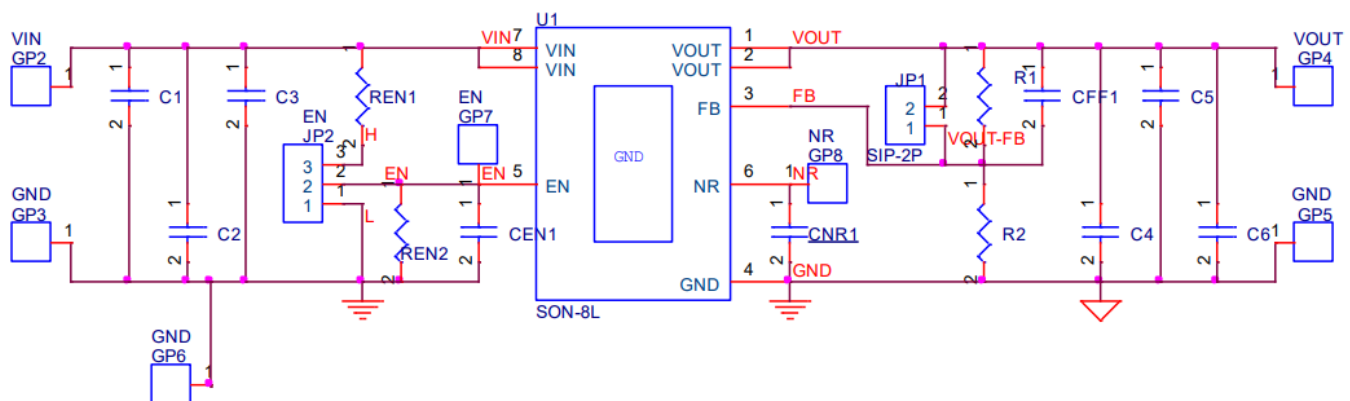 U1
VIN
GP2
1
1
C1
2
1
C2
2
1
C3
2
1
REN1
2
H
EN
JP2
3
2
1
3
2
1
L
EN
1
REN2
2
EN
GP7
1
EN
1
CEN1
2
VIN
7
8
5
VIN
VIN
EN
GND
VOUT
VOUT
FB
NR
GND
SON-8L
1
2
3
6
4
VOUT
FB
NR
GP8
1
NR
1
CNR1
2
GND
JP1
2
1
2
1
SIP-2P
VOUT-FB
1
R1
2
1
CFF1
2
1
R2
2
1
C4
2
1
C5
2
1
C6
2
VOUT
GP4
1
GND
GP5
1
GND
GP3
1
GND
GP6
1